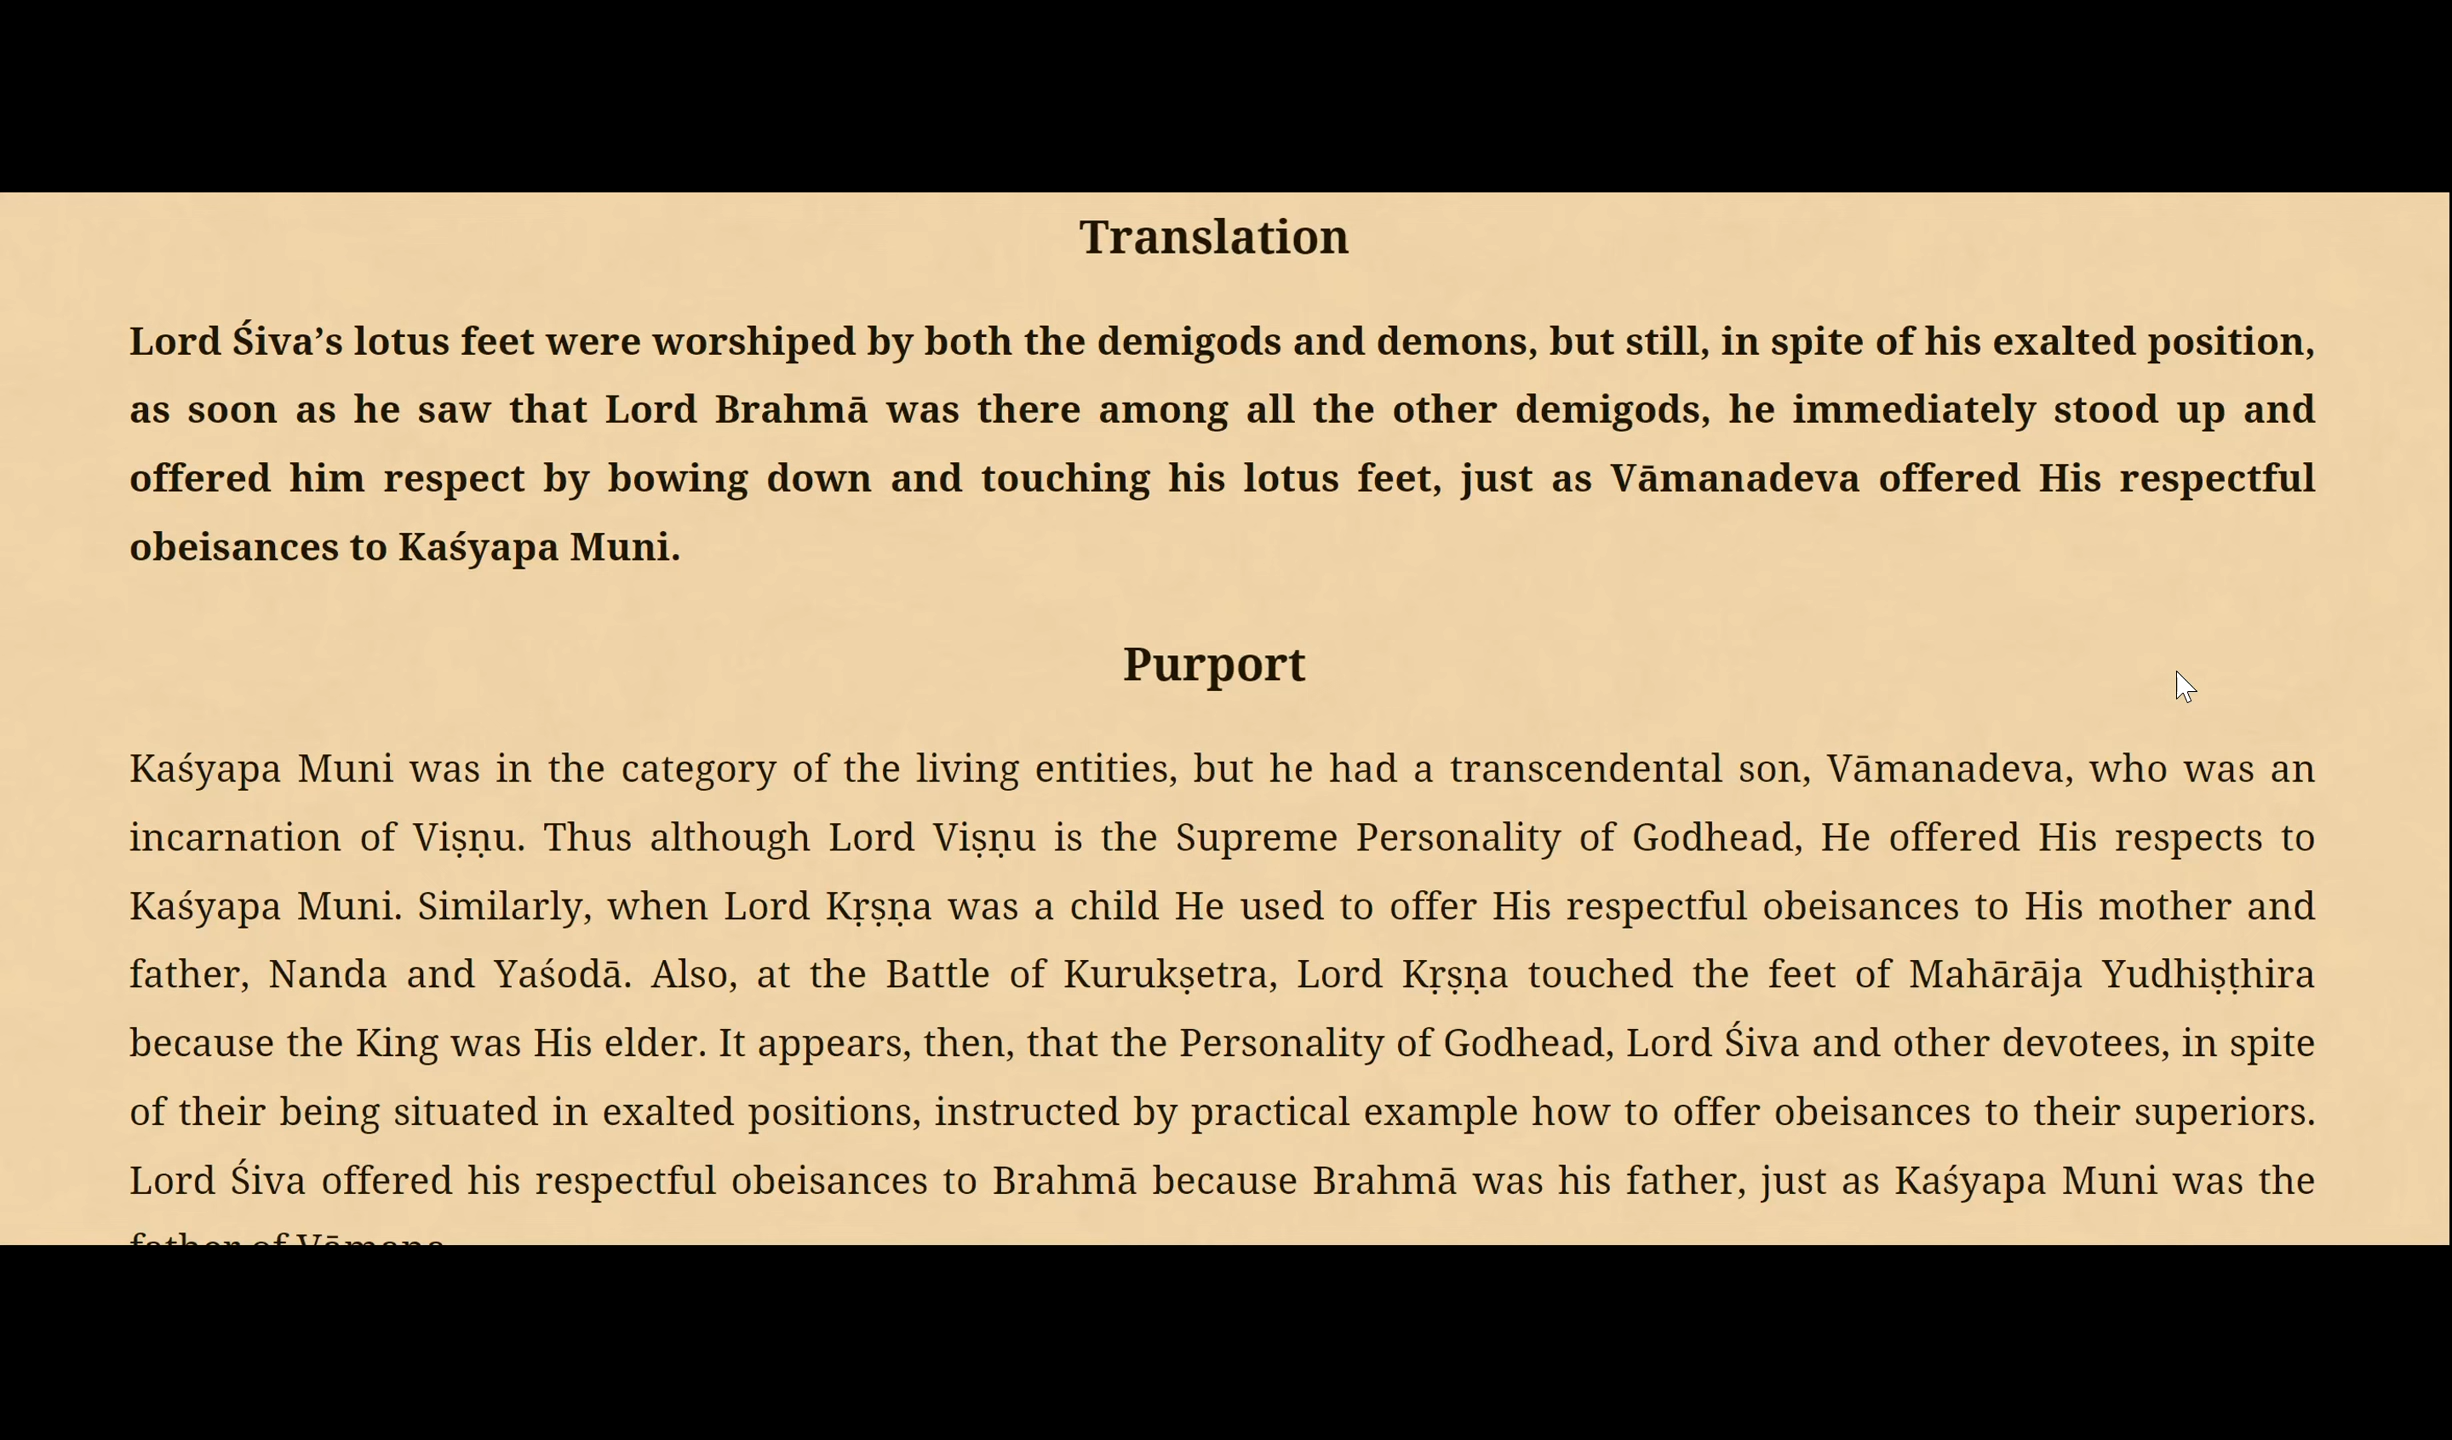 Translation
Lord Śiva’s lotus feet were worshiped by both the demigods and demons, but still, in spite of his exalted position,
as soon as he saw that Lord Brahmā was there among all the other demigods, he immediately stood up and
offered him respect by bowing down and touching his lotus feet, just as Vāmanadeva offered His respectful
obeisances to Kaśyapa Muni.
Purport
Kaśyapa Muni was in the category of the living entities, but he had a transcendental son, Vāmanadeva, who was an
incarnation of Viṣṇu. Thus although Lord Viṣṇu is the Supreme Personality of Godhead, He offered His respects to
Kaśyapa Muni. Similarly, when Lord Kṛṣṇa was a child He used to offer His respectful obeisances to His mother and
father, Nanda and Yaśodā. Also, at the Battle of Kurukṣetra, Lord Kṛṣṇa touched the feet of Mahārāja Yudhiṣṭhira
because the King was His elder. It appears, then, that the Personality of Godhead, Lord Śiva and other devotees, in spite
of their being situated in exalted positions, instructed by practical example how to offer obeisances to their superiors.
Lord Śiva offered his respectful obeisances to Brahmā because Brahmā was his father, just as Kaśyapa Muni was the
father of Vāmana.